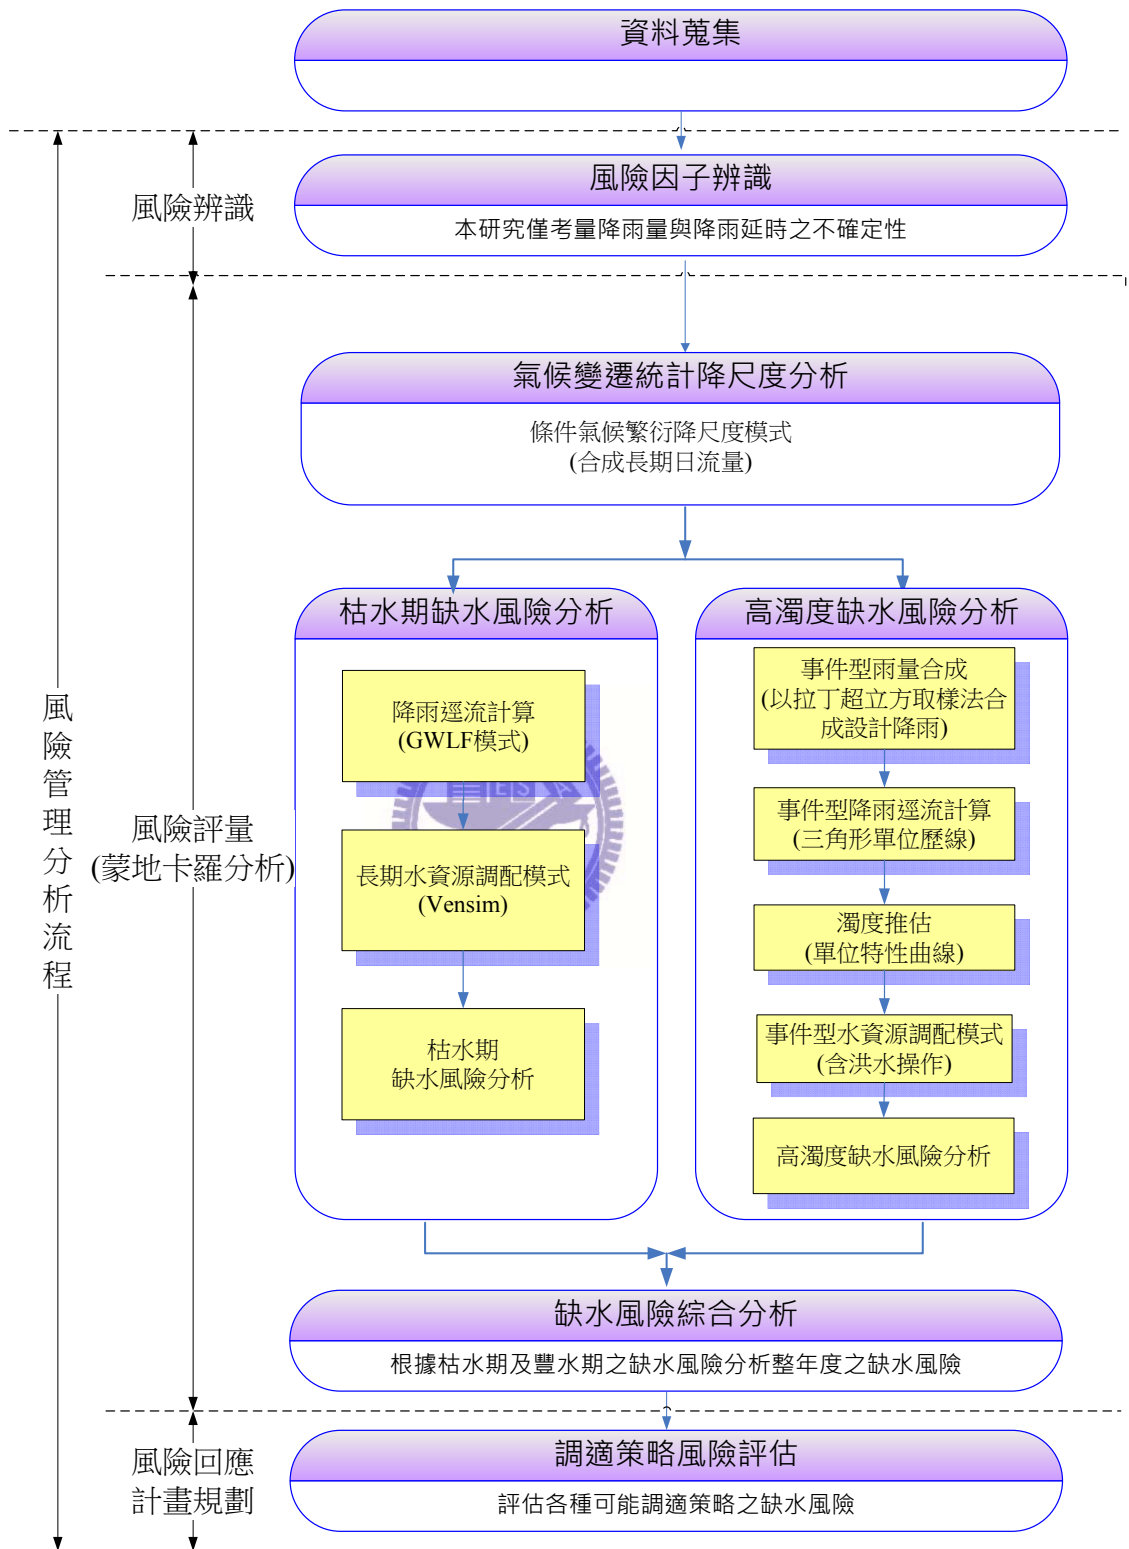 資料蒐集
風險辨識
風險因子辨識
本研究僅考量降雨量與降雨延時之不確定性
風險管理分析流程
風險評量
(蒙地卡羅分析)
氣候變遷統計降尺度分析
條件氣候繁衍降尺度模式
(合成長期日流量)
枯水期缺水風險分析
降雨逕流計算
(GWLF模式)
長期水資源調配模式
(Vensim)
枯水期
缺水風險分析
高濁度缺水風險分析
事件型雨量合成
(以拉丁超立方取樣法合
成設計降雨)
事件型降雨逕流計算
(三角形單位歷線)
濁度推估
(單位特性曲線)
事件型水資源調配模式
(含洪水操作)
高濁度缺水風險分析
缺水風險綜合分析
根據枯水期及豐水期之缺水風險分析整年度之缺水風險
風險回應
計畫規劃
調適策略風險評估
評估各種可能調適策略之缺水風險